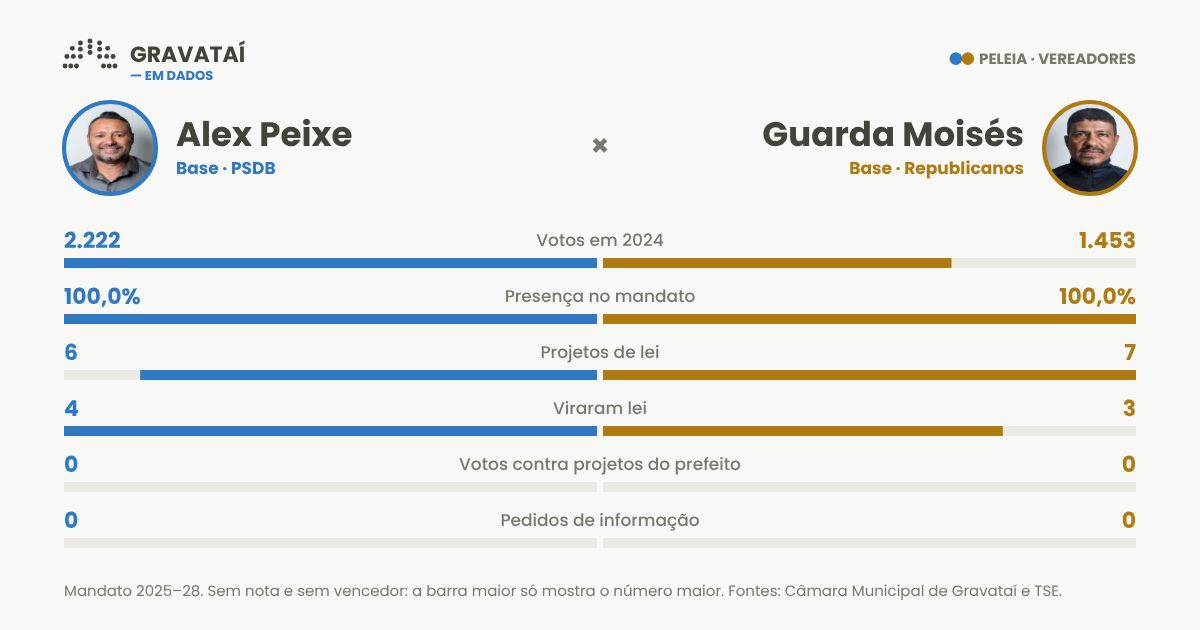 GRAVATAÍ
— EM DADOS
PELEIA · VEREADORES
Alex Peixe
Base · PSDB
×
Guarda Moisés
Base · Republicanos
2.222 Votos em 2024 1.453
100,0% Presença no mandato 100,0%
6 Projetos de lei 7
4 Viraram lei 3
0 Votos contra projetos do prefeito 0
0 Pedidos de informação 0
Mandato 2025–28. Sem nota e sem vencedor: a barra maior só mostra o número maior. Fontes: Câmara Municipal de Gravataí e TSE.